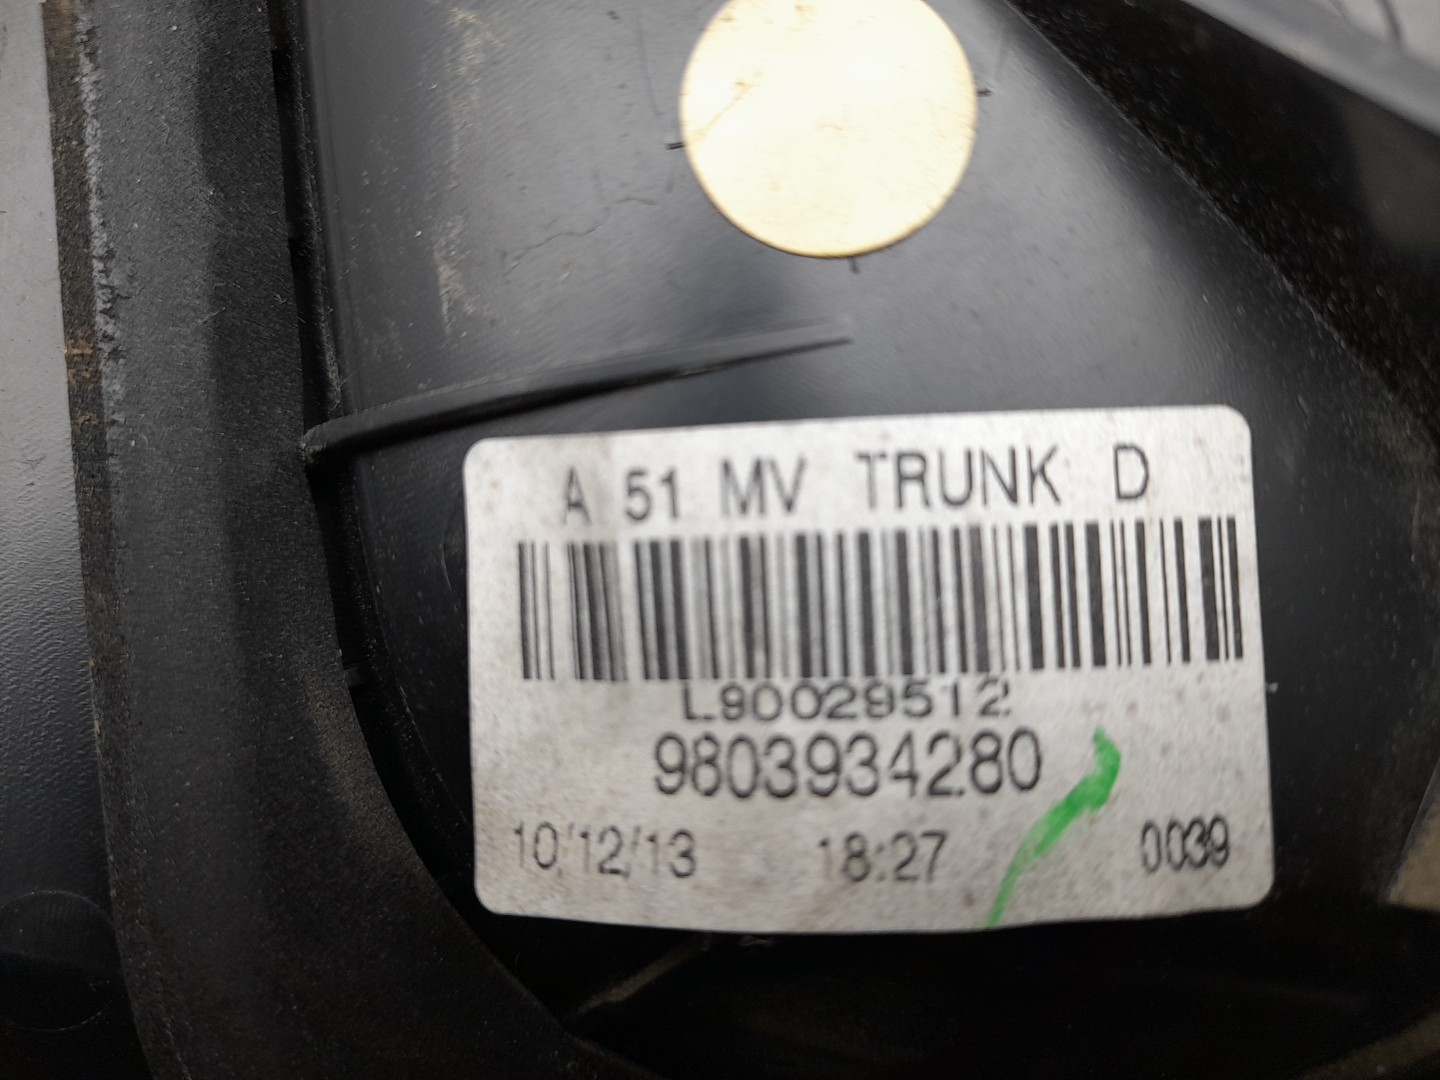 A 51 MV TRUNK D
L90029512
9803934280
10/12/13 18:27 0039